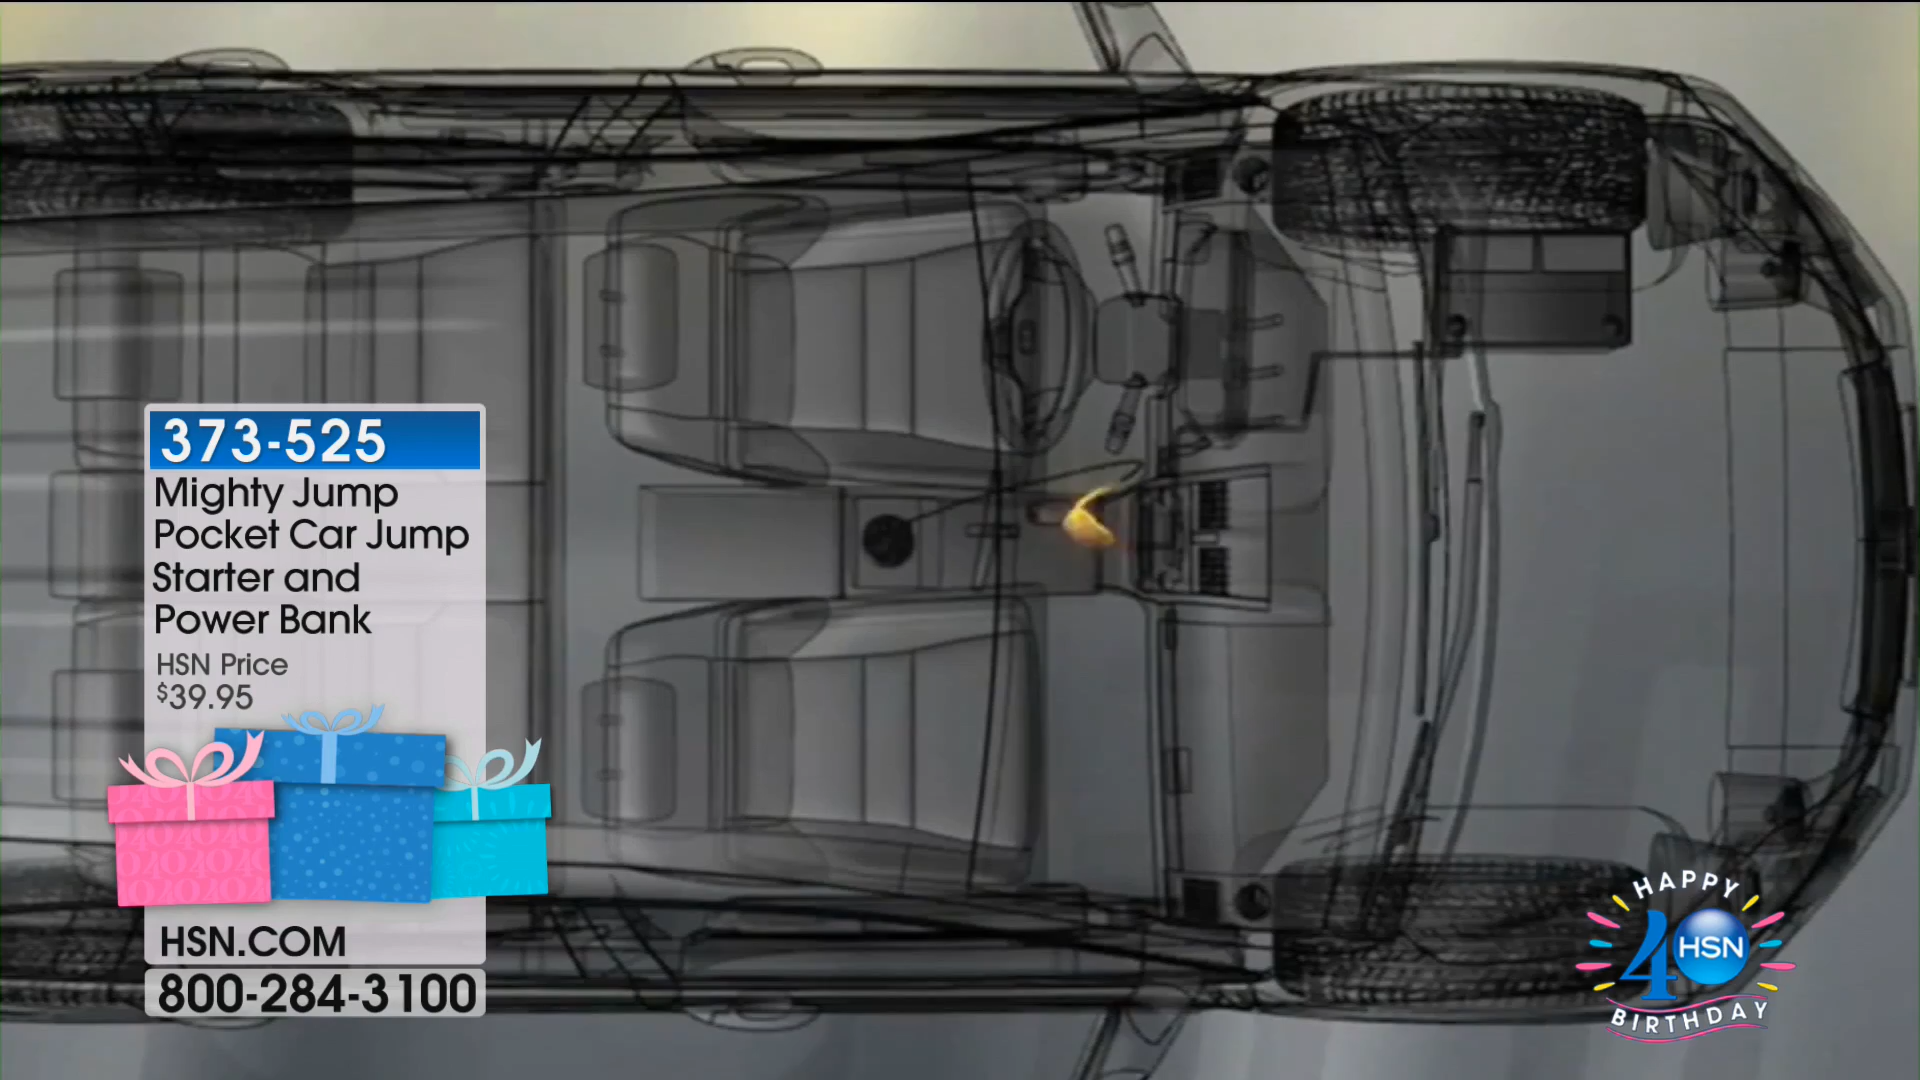 373-525
Mighty Jump
Pocket Car Jump
Starter and
Power Bank
HSN Price
$39.95
HSN.COM
800-284-3100
HAPPY
40
HSN
BIRTHDAY